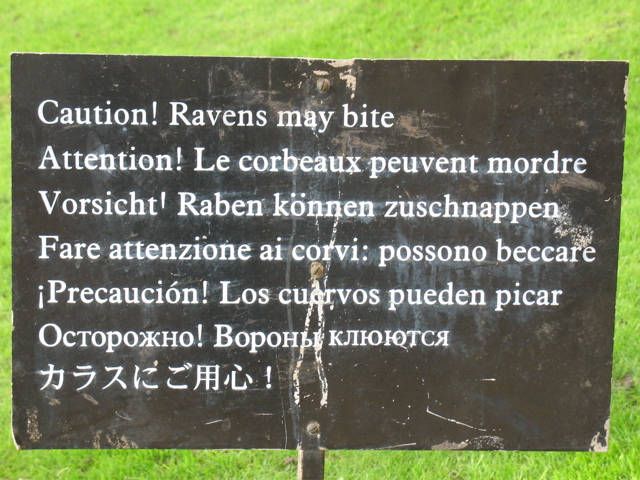 Caution! Ravens may bite
Attention! Le corbeaux peuvent mordre
Vorsicht! Raben können zuschnappen
Fare attenzione ai corvi: possono beccare
¡Precaución! Los cuervos pueden picar
Осторожно! Вороны клюются
カラスにご用心！